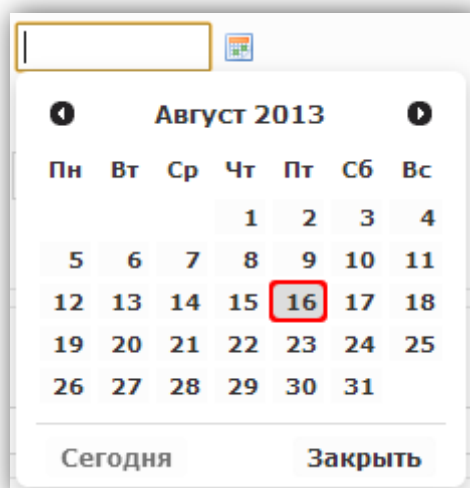 Август 2013
Пн Вт Ср Чт Пт Сб Вс
1 2 3 4
5 6 7 8 9 10 11
12 13 14 15 16 17 18
19 20 21 22 23 24 25
26 27 28 29 30 31
Сегодня Закрыть